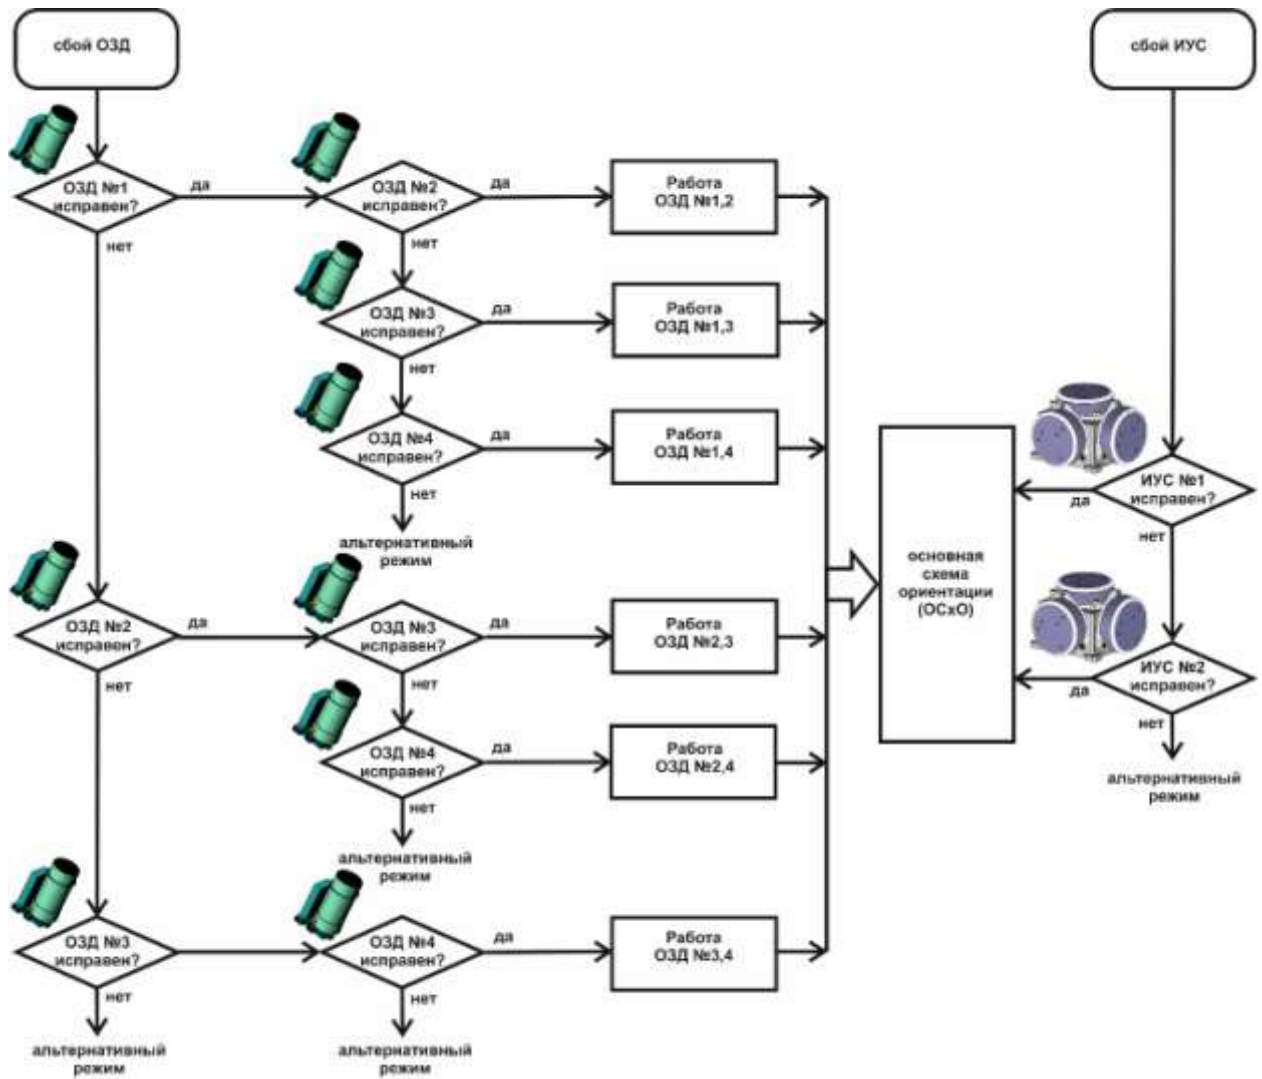 сбой ОЗД
сбой ИУС
ОЗД №1
исправен?
да
ОЗД №2
исправен?
да
Работа
ОЗД №1,2
нет
нет
ОЗД №3
исправен?
да
Работа
ОЗД №1,3
нет
ОЗД №4
исправен?
да
Работа
ОЗД №1,4
нет
альтернативный
режим
ИУС №1
исправен?
да
нет
основная
схема
ориентации
(ОСхО)
ОЗД №2
исправен?
да
ОЗД №3
исправен?
да
Работа
ОЗД №2,3
нет
нет
ИУС №2
исправен?
да
нет
альтернативный
режим
ОЗД №4
исправен?
да
Работа
ОЗД №2,4
нет
альтернативный
режим
ОЗД №3
исправен?
ОЗД №4
исправен?
да
Работа
ОЗД №3,4
нет
нет
альтернативный
режим
альтернативный
режим